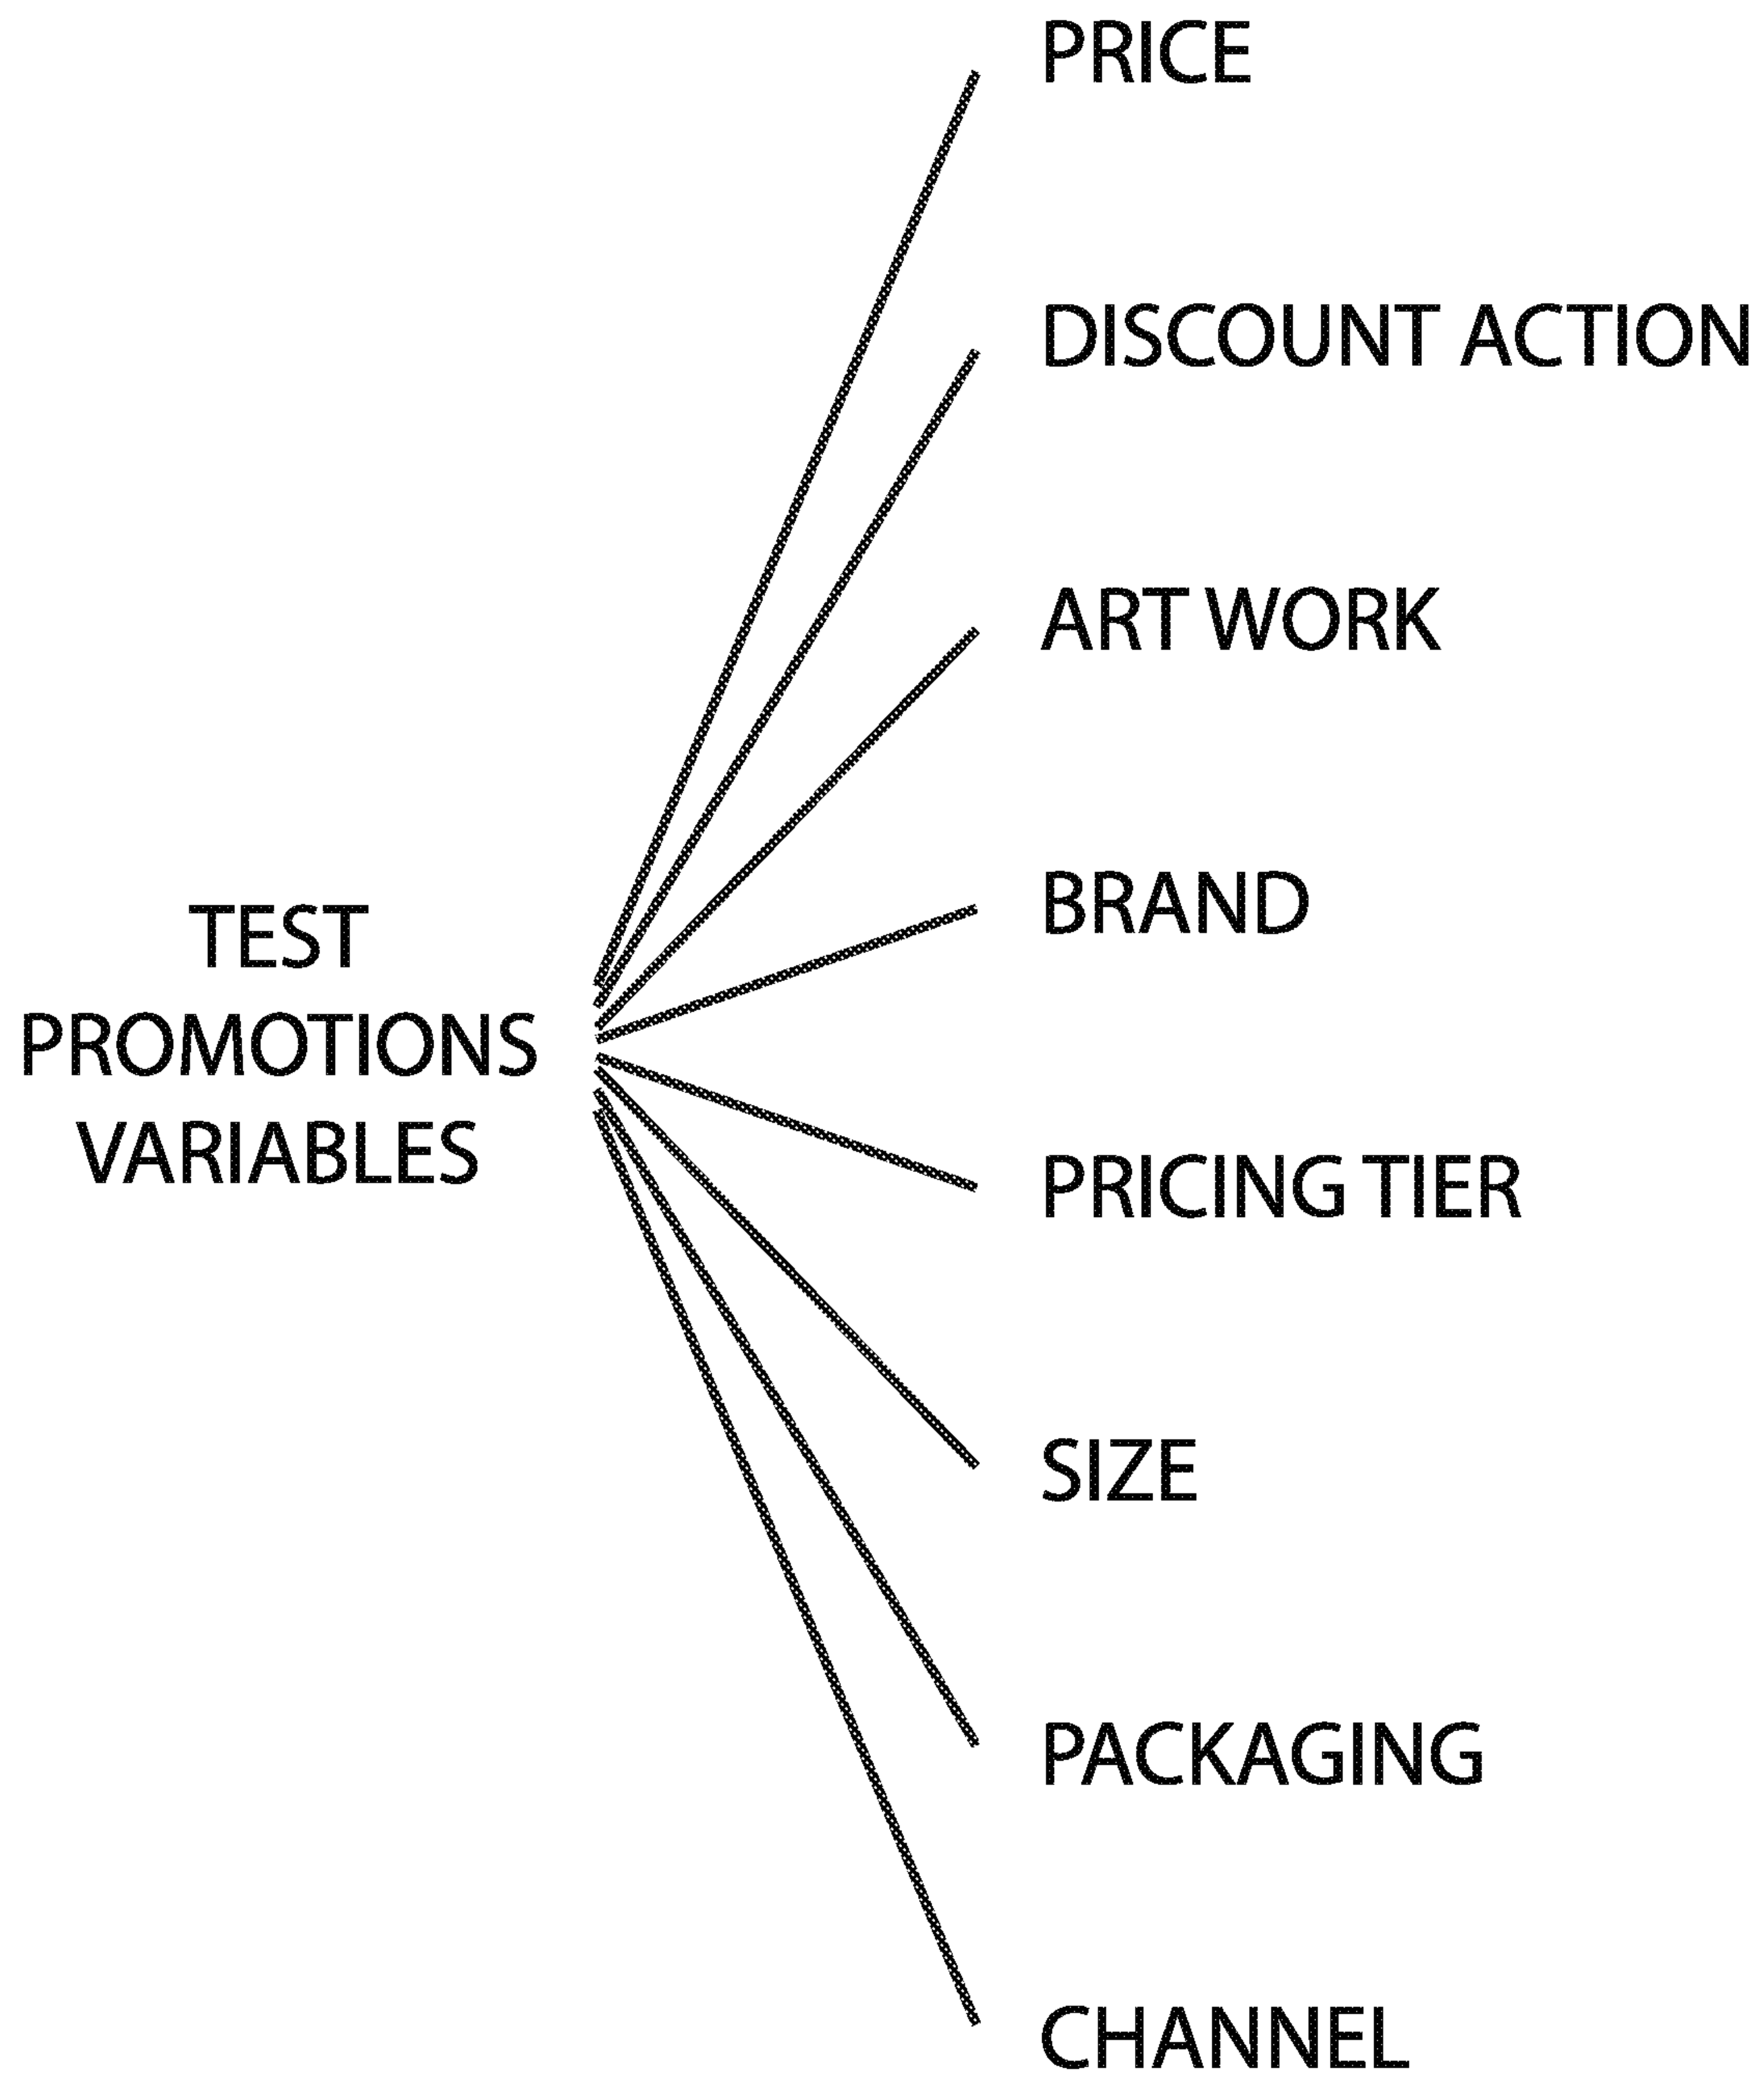 TEST
PROMOTIONS
VARIABLES
PRICE
DISCOUNT ACTION
ART WORK
BRAND
PRICING TIER
SIZE
PACKAGING
CHANNEL